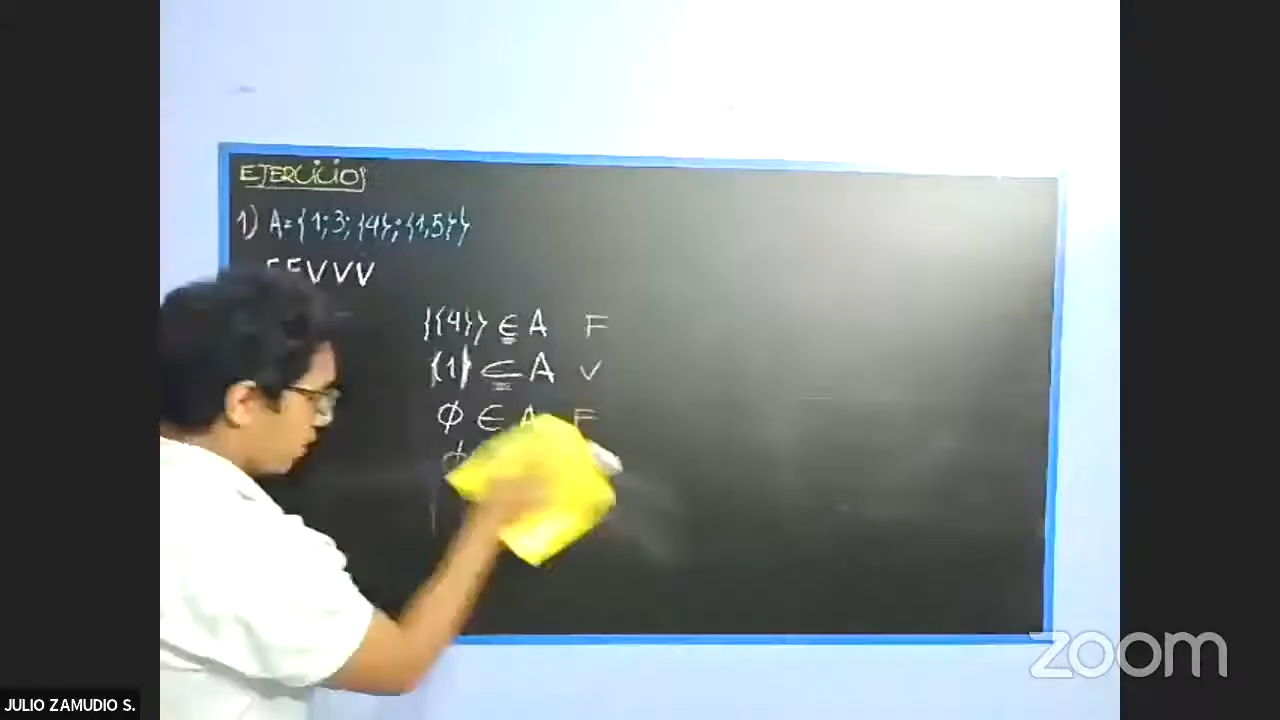 EJERCICIOS
1) A={1;3;{4};{1,5}}
FFVVV
{{4}} ∈ A F
{1} ⊂ A V
∅ ∈ A F
∅
zoom
JULIO ZAMUDIO S.